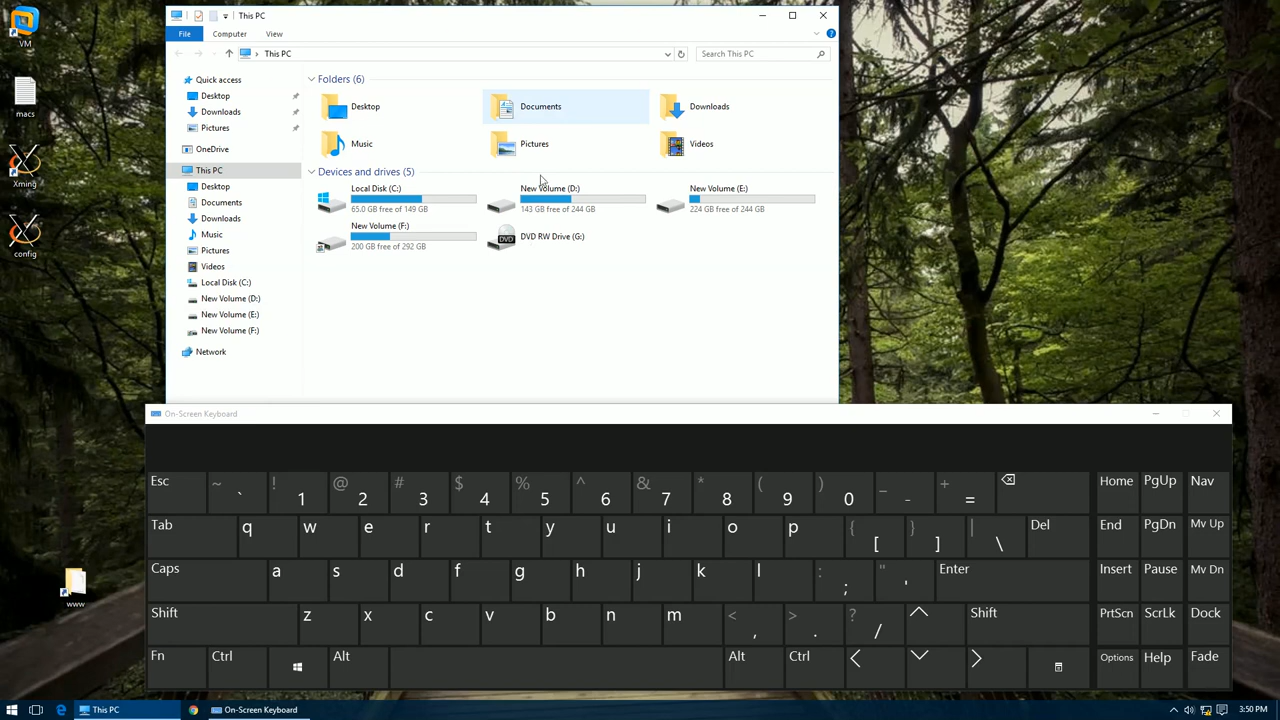 .VM
macs
Xming
config
www
This PC
File
Computer
View
This PC
Search This PC
Quick access
Desktop
Downloads
Pictures
OneDrive
This PC
Desktop
Documents
Downloads
Music
Pictures
Videos
Local Disk (C:)
New Volume (D:)
New Volume (E:)
New Volume (F:)
Network
Folders (6)
Desktop
Documents
Downloads
Music
Pictures
Videos
Devices and drives (5)
Local Disk (C:)
65.0 GB free of 149 GB
New Volume (D:)
143 GB free of 244 GB
New Volume (E:)
224 GB free of 244 GB
New Volume (F:)
200 GB free of 292 GB
DVD
DVD RW Drive (G:)
On-Screen Keyboard
Esc ~ ` ! 1 @ 2 # 3 $ 4 % 5 ^ 6 & 7 * 8 ( 9 ) 0 _ - + = Home PgUp Nav
Tab q w e r t y u i o p { [ } ] | \ Del End PgDn Mv Up
Caps a s d f g h j k l : ; " ' Enter Insert Pause Mv Dn
Shift z x c v b n m < , > . ? / Shift PrtScn ScrLk Dock
Fn Ctrl Alt Alt Ctrl Options Help Fade
This PC
On-Screen Keyboard
3:50 PM